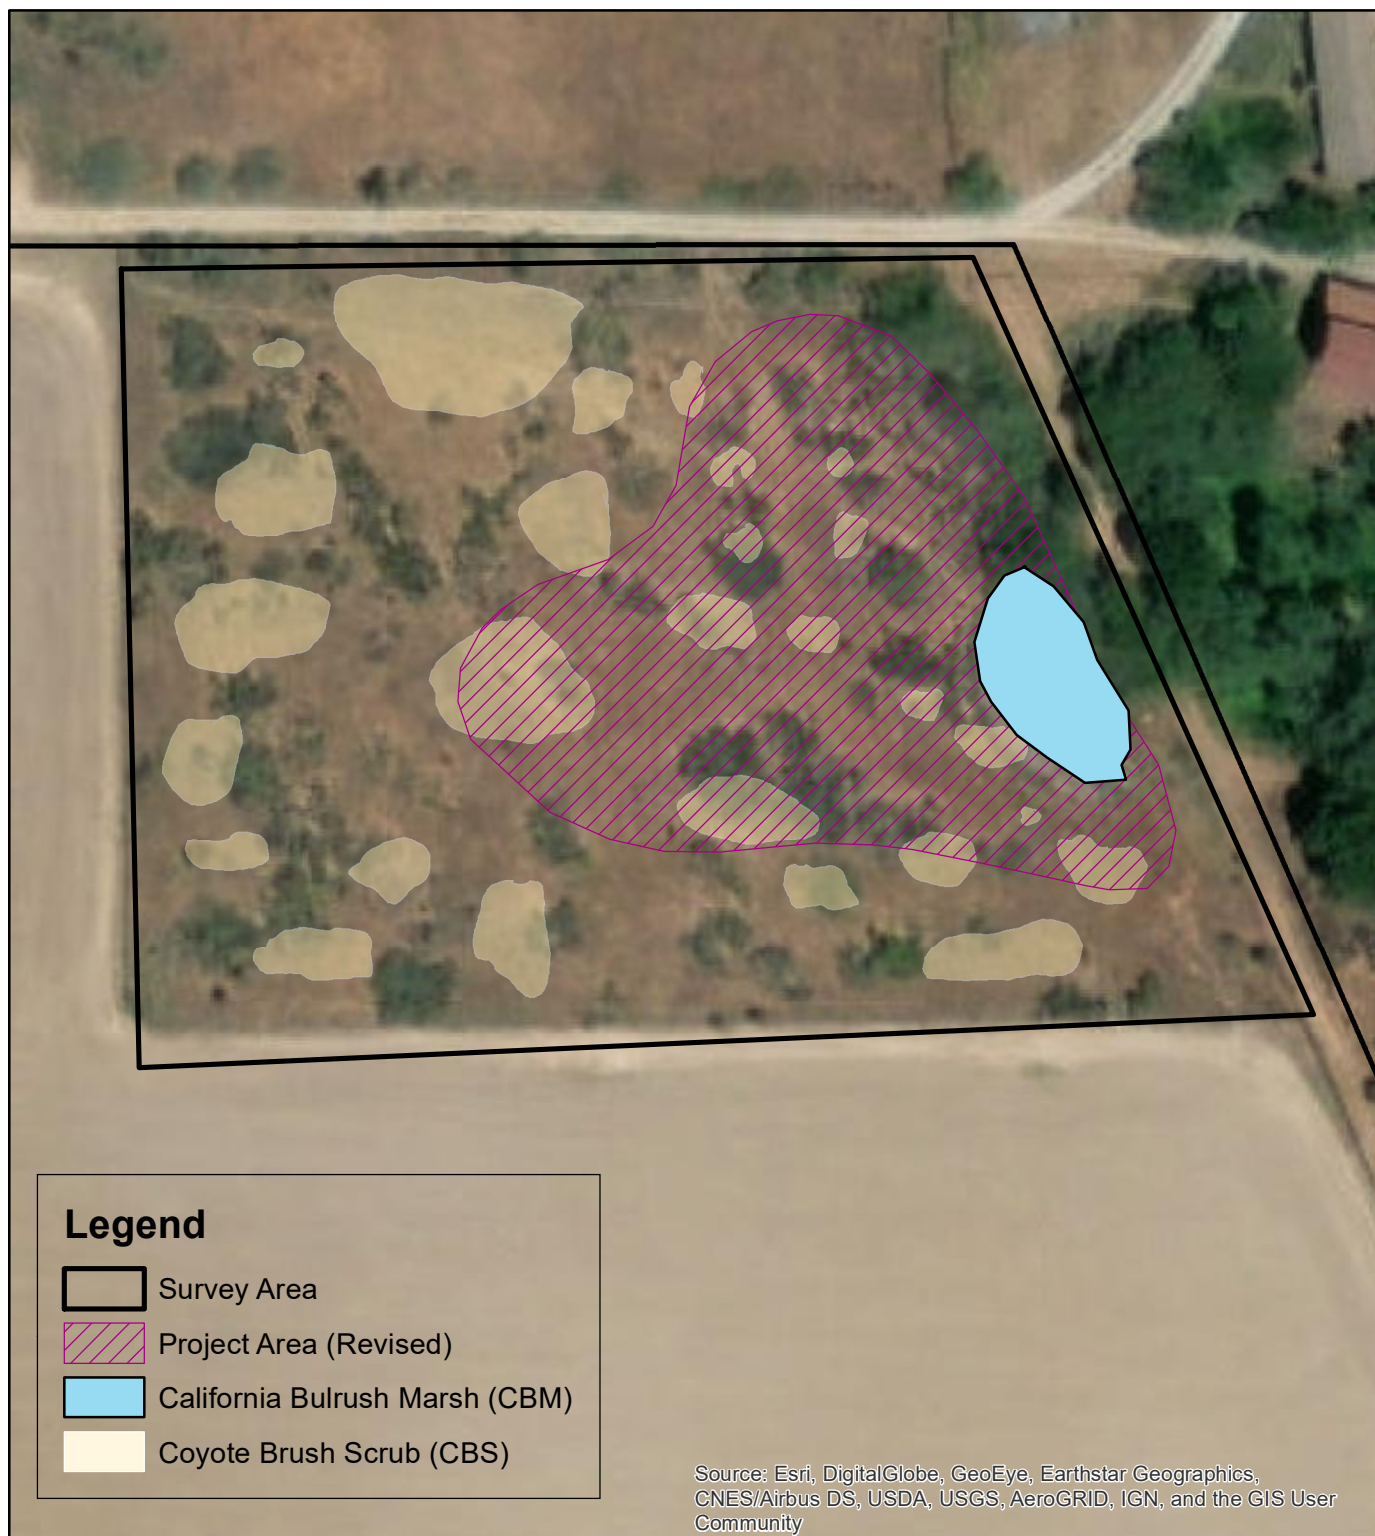 Legend
Survey Area
Project Area (Revised)
California Bulrush Marsh (CBM)
Coyote Brush Scrub (CBS)
Source: Esri, DigitalGlobe, GeoEye, Earthstar Geographics,
CNES/Airbus DS, USDA, USGS, AeroGRID, IGN, and the GIS User
Community